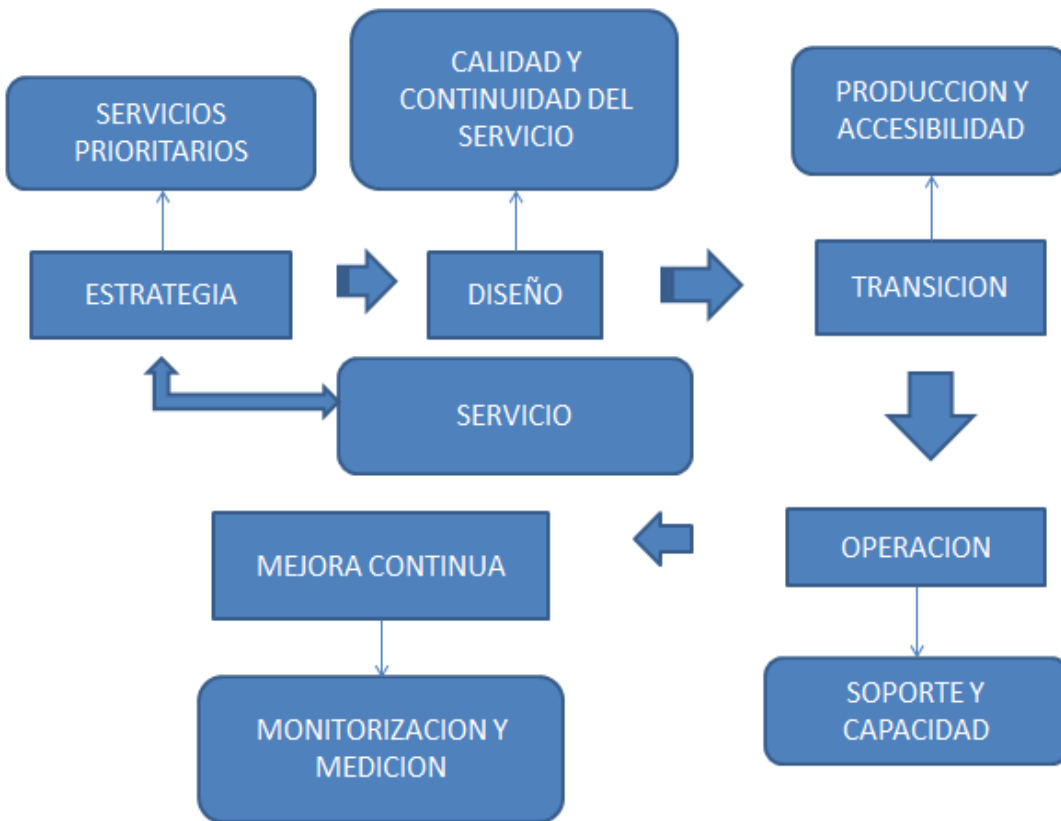 CALIDAD Y
CONTINUIDAD DEL
SERVICIO
SERVICIOS
PRIORITARIOS
PRODUCCION Y
ACCESIBILIDAD
ESTRATEGIA
DISEÑO
TRANSICION
SERVICIO
MEJORA CONTINUA
OPERACION
MONITORIZACION Y
MEDICION
SOPORTE Y
CAPACIDAD